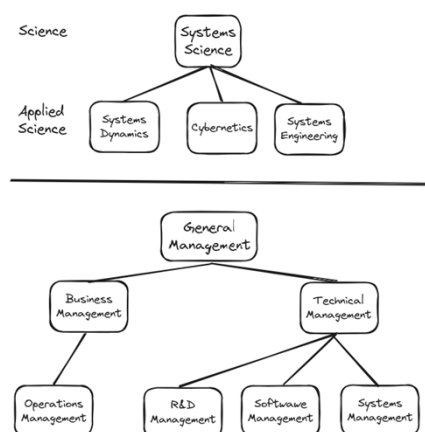 Science
Systems
Science
Applied
Science
Systems
Dynamics
Cybernetics
Systems
Engineering
General
Management
Business
Management
Technical
Management
Operations
Management
R&D
Management
Softwawe
Management
Systems
Management